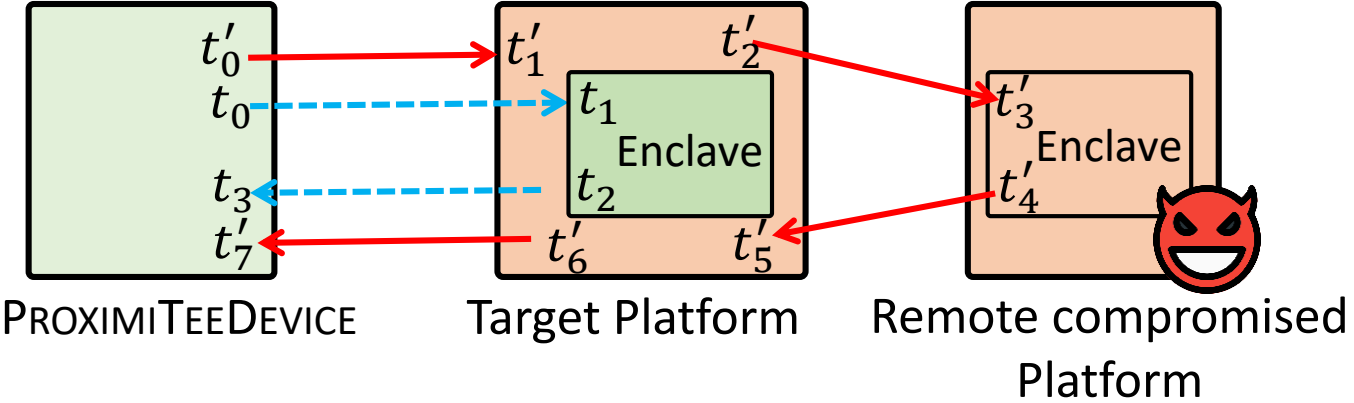 t′₀ t′₁ t′₂
t₀ t₁ t′₃
Enclave Enclave
t₃ t₂ t′₄
t′₇ t′₆ t′₅
PROXIMITEEDEVICE Target Platform Remote compromised
Platform